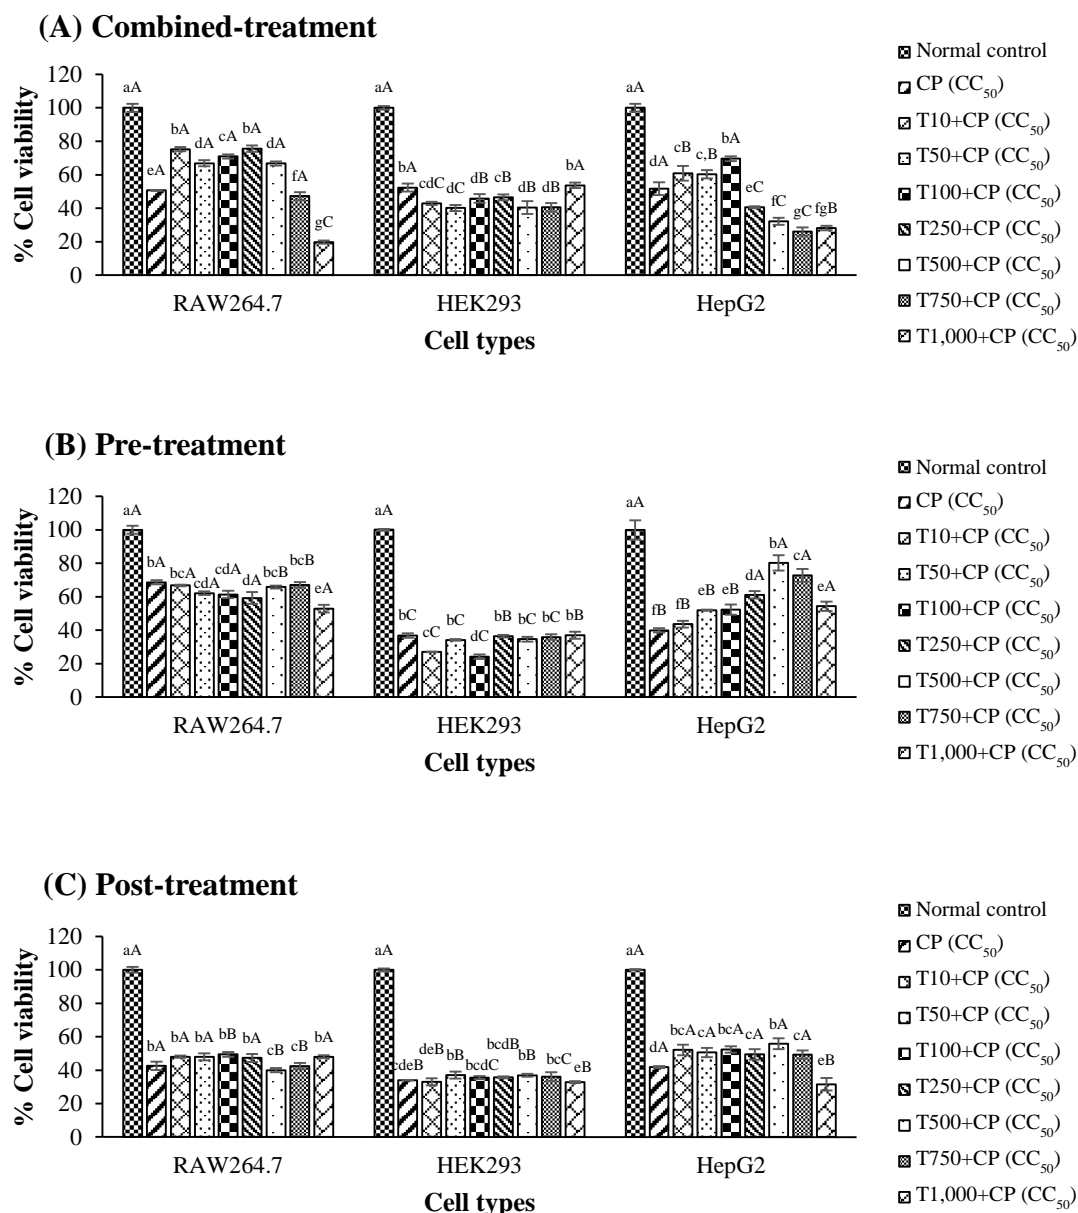 (A) Combined-treatment
% Cell viability
120
100
80
60
40
20
0
aA eA bA dA cA bA dA fA gC
aA bA cdC dC dB cB dB dB bA
aA dA cB c,B bA eC fC gC fgB
RAW264.7 HEK293 HepG2
Cell types
Normal control
CP (CC50)
T10+CP (CC50)
T50+CP (CC50)
T100+CP (CC50)
T250+CP (CC50)
T500+CP (CC50)
T750+CP (CC50)
T1,000+CP (CC50)
(B) Pre-treatment
% Cell viability
120
100
80
60
40
20
0
aA bA bcA cdA cdA dA bcB bcB eA
aA bC cC bC dC bB bC bC bB
aA fB fB eB eB dA bA cA eA
RAW264.7 HEK293 HepG2
Cell types
Normal control
CP (CC50)
T10+CP (CC50)
T50+CP (CC50)
T100+CP (CC50)
T250+CP (CC50)
T500+CP (CC50)
T750+CP (CC50)
T1,000+CP (CC50)
(C) Post-treatment
% Cell viability
120
100
80
60
40
20
0
aA bA bA bA bB bA cB cB bA
aA cdeB deB bB bcdC bcdB bB bcC eB
aA dA bcA cA bcA cA bA cA eB
RAW264.7 HEK293 HepG2
Cell types
Normal control
CP (CC50)
T10+CP (CC50)
T50+CP (CC50)
T100+CP (CC50)
T250+CP (CC50)
T500+CP (CC50)
T750+CP (CC50)
T1,000+CP (CC50)